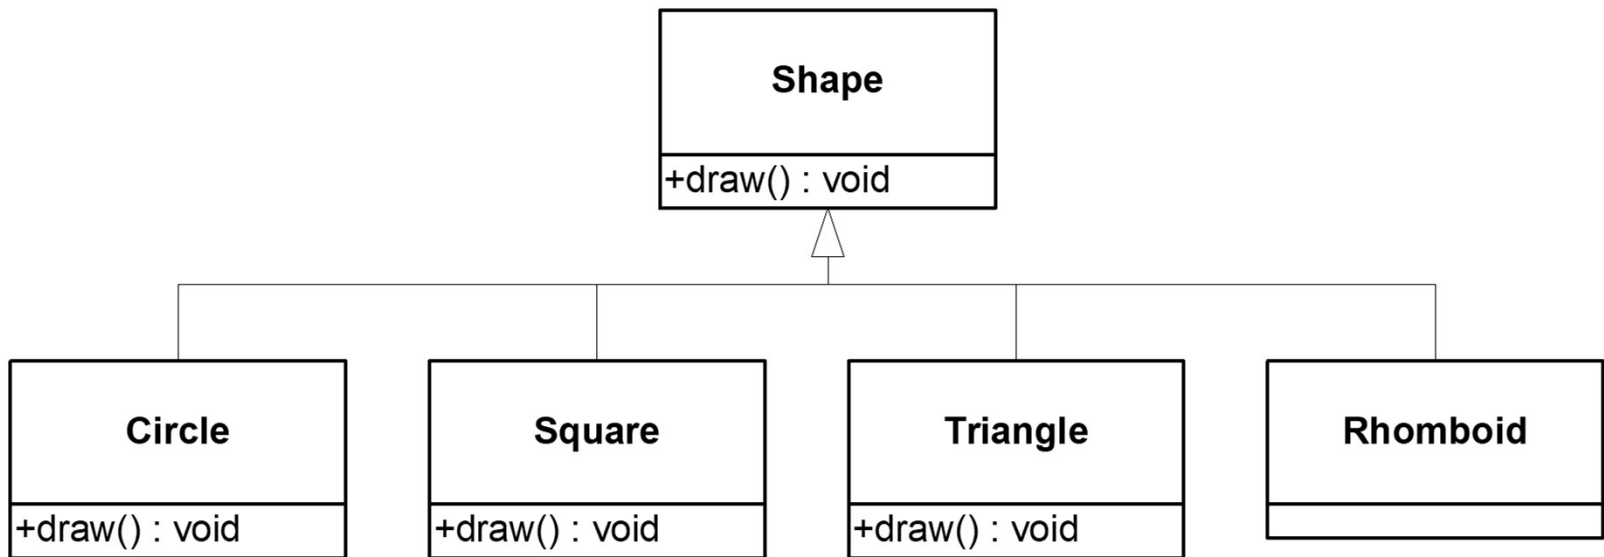 Shape
+draw() : void
Circle
+draw() : void
Square
+draw() : void
Triangle
+draw() : void
Rhomboid